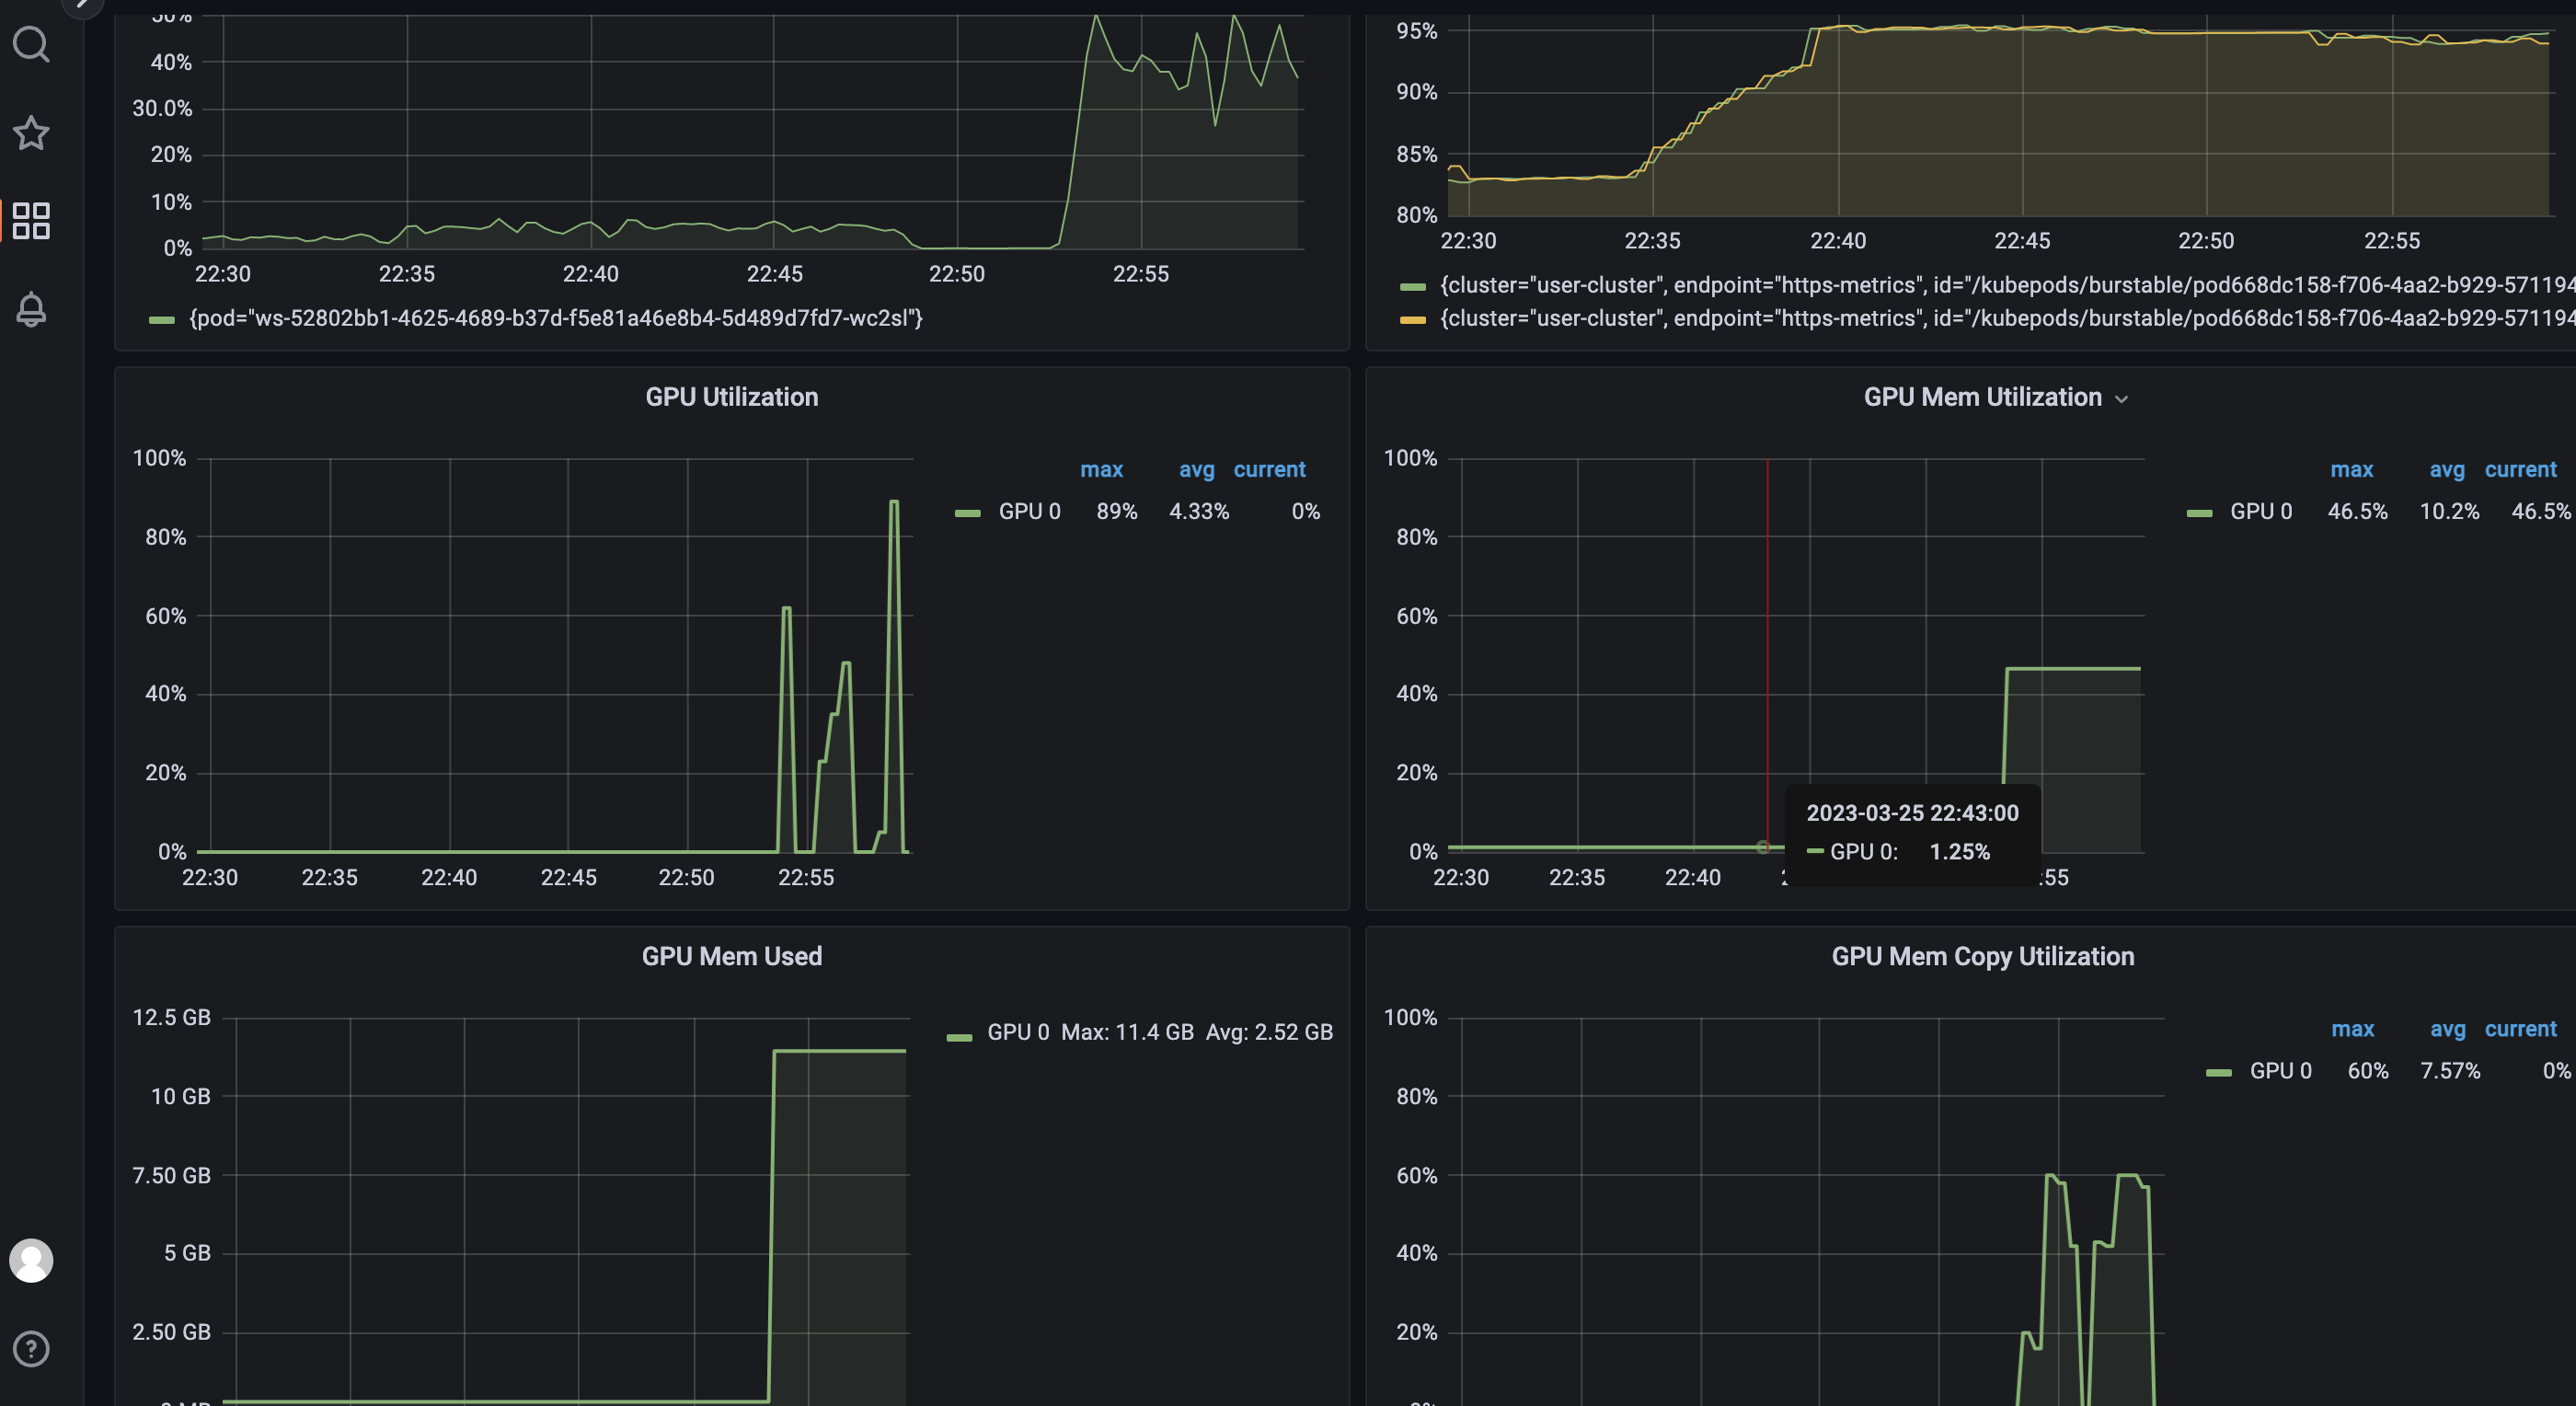 40%
30.0%
20%
10%
0%
22:30 22:35 22:40 22:45 22:50 22:55
{pod="ws-52802bb1-4625-4689-b37d-f5e81a46e8b4-5d489d7fd7-wc2sl"}
95%
90%
85%
80%
22:30 22:35 22:40 22:45 22:50 22:55
{cluster="user-cluster", endpoint="https-metrics", id="/kubepods/burstable/pod668dc158-f706-4aa2-b929-571194
{cluster="user-cluster", endpoint="https-metrics", id="/kubepods/burstable/pod668dc158-f706-4aa2-b929-571194
GPU Utilization
100%
80%
60%
40%
20%
0%
22:30 22:35 22:40 22:45 22:50 22:55
max avg current
GPU 0 89% 4.33% 0%
GPU Mem Utilization
100%
80%
60%
40%
20%
0%
22:30 22:35 22:40 :55
2023-03-25 22:43:00
GPU 0: 1.25%
max avg current
GPU 0 46.5% 10.2% 46.5%
GPU Mem Used
12.5 GB
10 GB
7.50 GB
5 GB
2.50 GB
GPU 0 Max: 11.4 GB Avg: 2.52 GB
GPU Mem Copy Utilization
100%
80%
60%
40%
20%
max avg current
GPU 0 60% 7.57% 0%